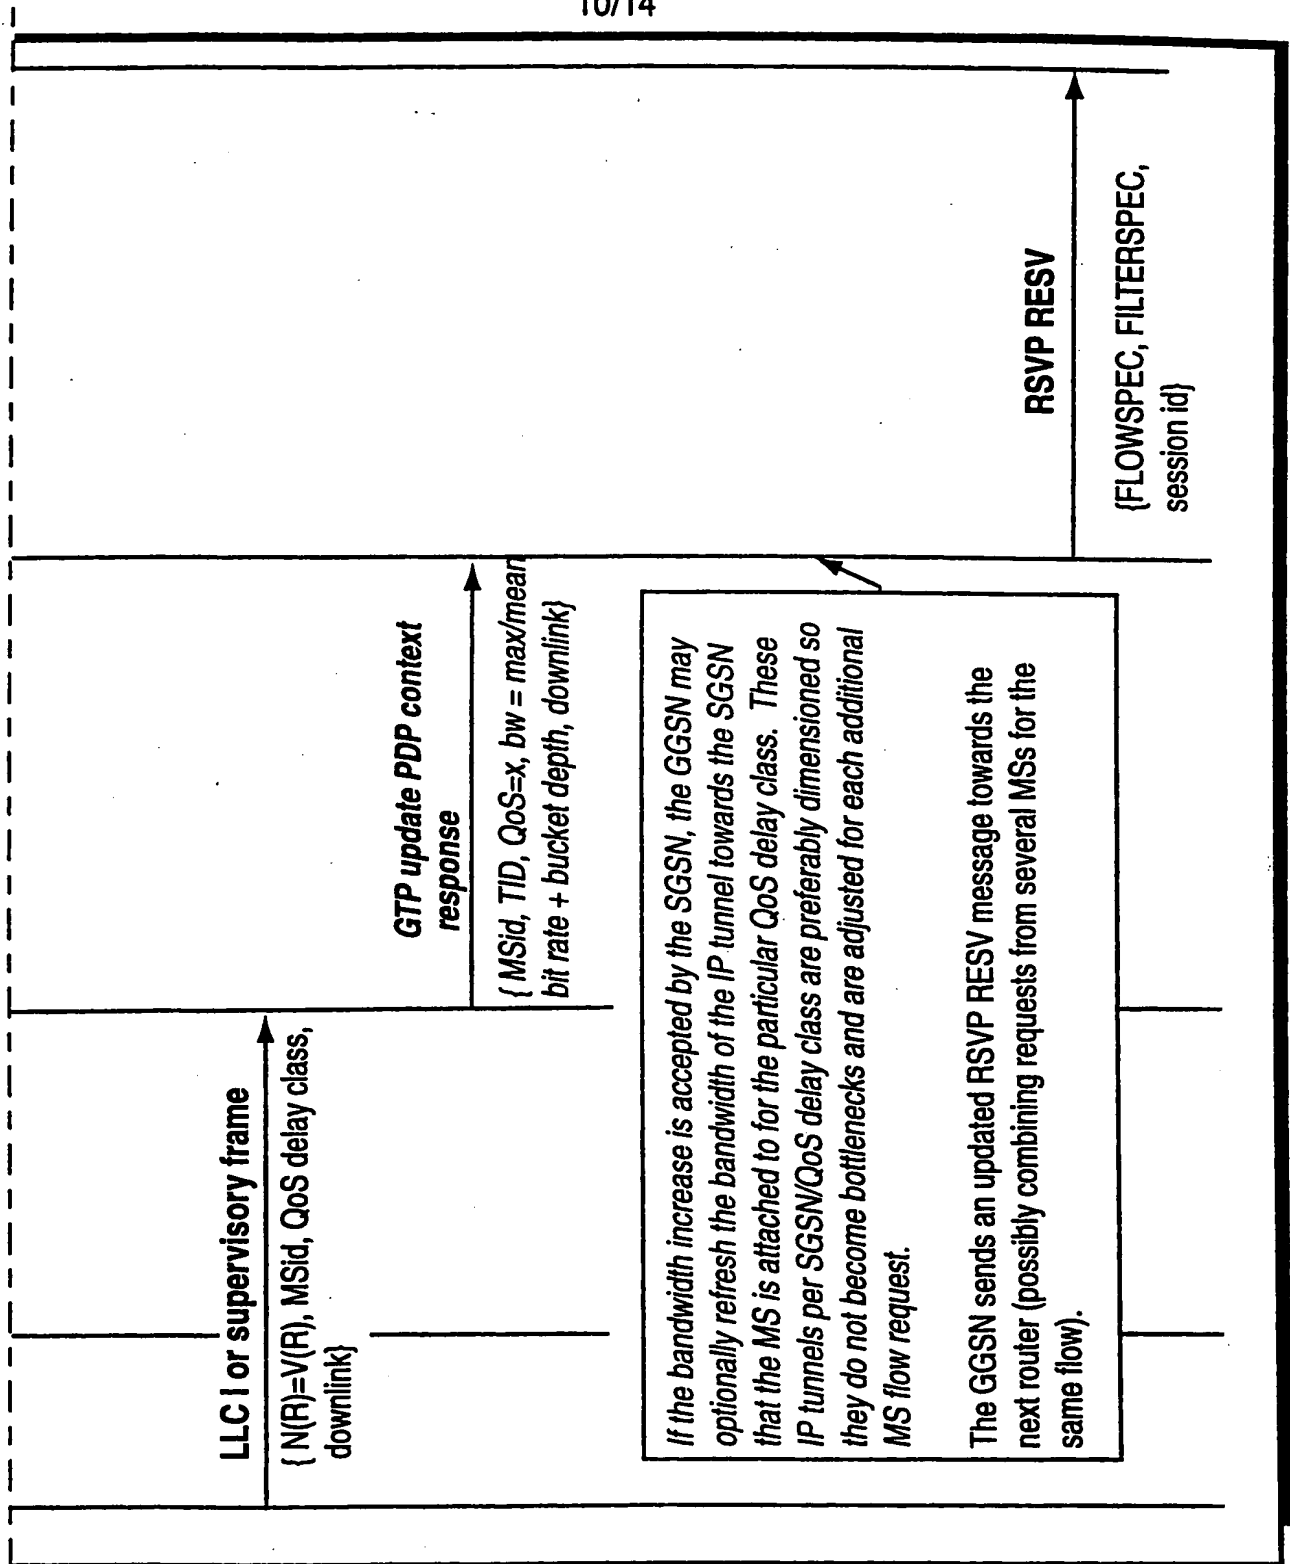 10/14
LLC I or supervisory frame
{ N(R)=V(R), MSid, QoS delay class,
downlink}
GTP update PDP context
response
{ MSid, TID, QoS=x, bw = max/mean
bit rate + bucket depth, downlink}
If the bandwidth increase is accepted by the SGSN, the GGSN may
optionally refresh the bandwidth of the IP tunnel towards the SGSN
that the MS is attached to for the particular QoS delay class. These
IP tunnels per SGSN/QoS delay class are preferably dimensioned so
they do not become bottlenecks and are adjusted for each additional
MS flow request.
The GGSN sends an updated RSVP RESV message towards the
next router (possibly combining requests from several MSs for the
same flow).
RSVP RESV
{FLOWSPEC, FILTERSPEC,
session id}